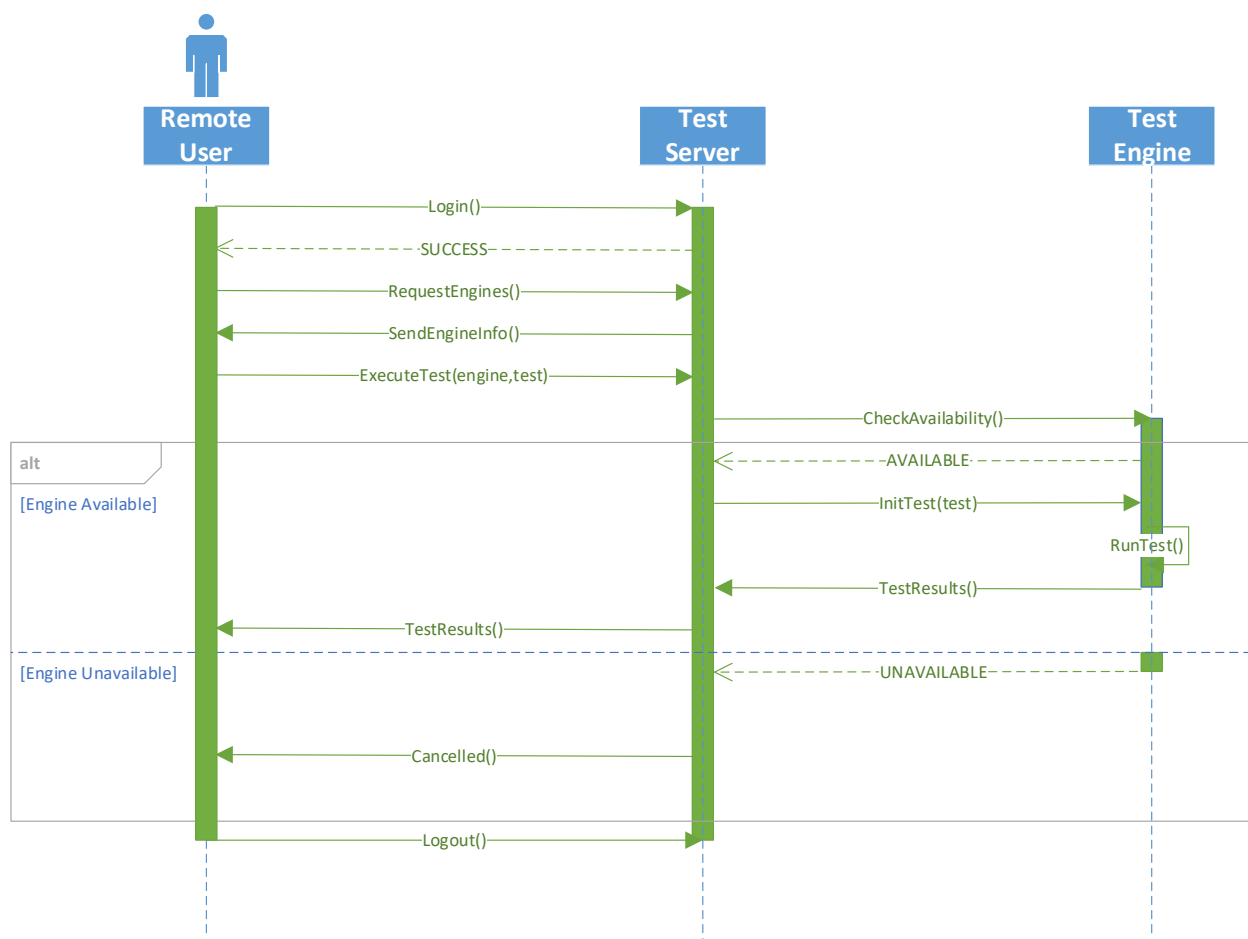 Remote
User
Test
Server
Test
Engine
Login()
SUCCESS
RequestEngines()
SendEngineInfo()
ExecuteTest(engine,test)
CheckAvailability()
alt
AVAILABLE
[Engine Available]
InitTest(test)
RunTest()
TestResults()
TestResults()
[Engine Unavailable]
UNAVAILABLE
Cancelled()
Logout()